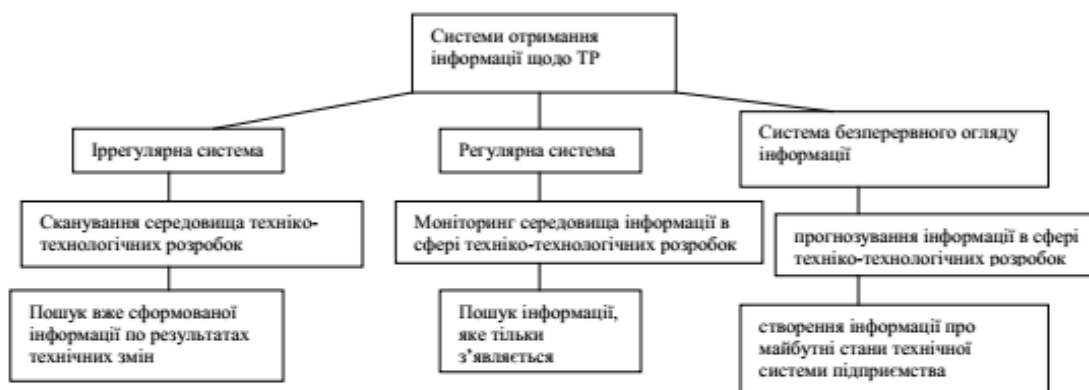 Системи отримання
інформації щодо ТР
Іррегулярна система
Регулярна система
Система безперервного огляду
інформації
Сканування середовища техніко-
технологічних розробок
Моніторинг середовища інформації в
сфері техніко-технологічних розробок
прогнозування інформації в сфері
техніко-технологічних розробок
Пошук вже сформованої
інформації по результатах
технічних змін
Пошук інформації,
яке тільки
з’являється
створення інформації про
майбутні стани технічної
системи підприємства